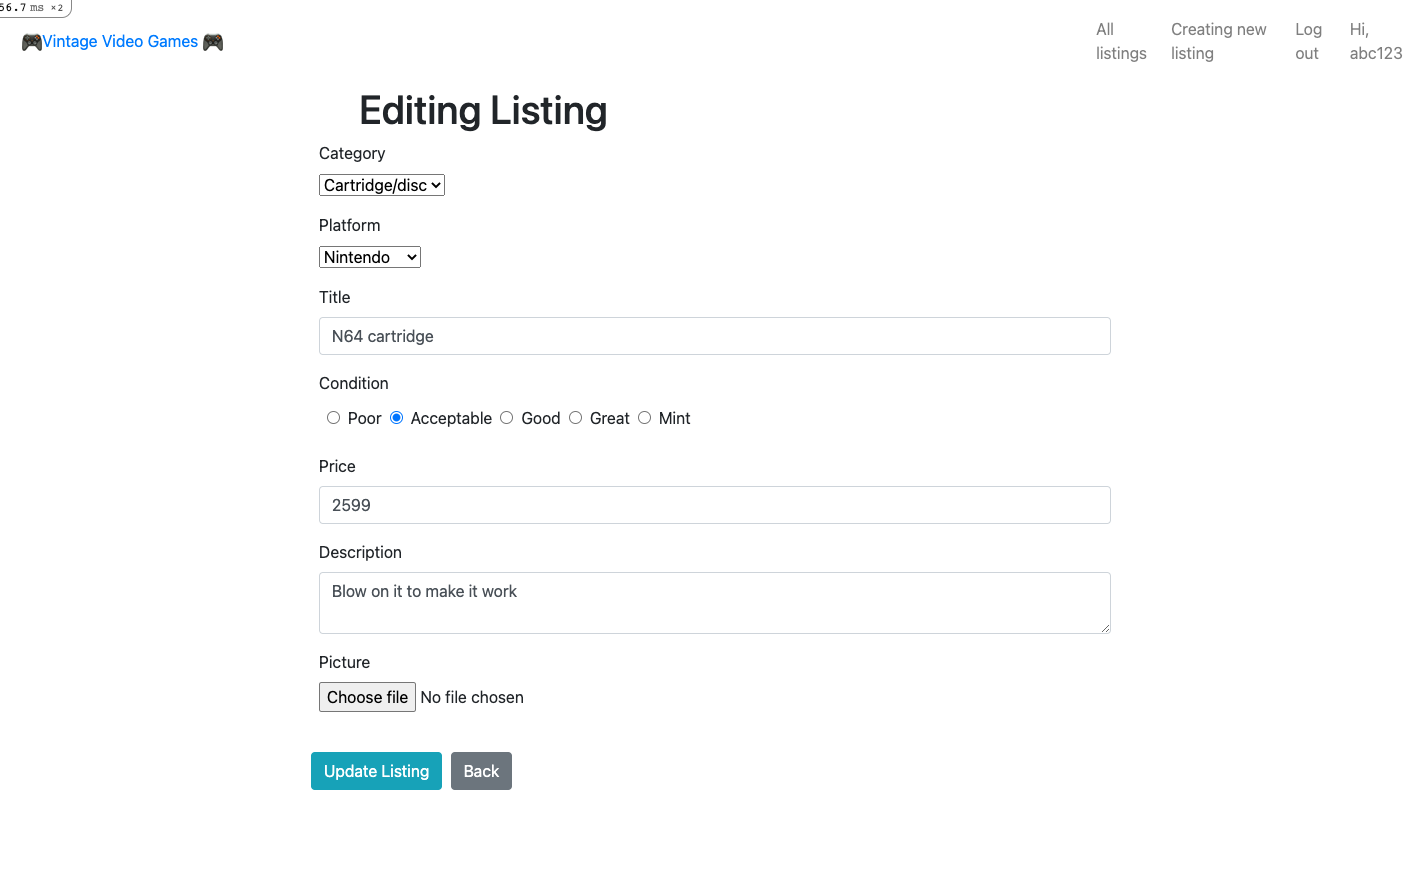 56.7 ms ×2
🎮Vintage Video Games 🎮
All listings
Creating new listing
Log out
Hi, abc123
Editing Listing
Category
Cartridge/disc
Platform
Nintendo
Title
N64 cartridge
Condition
Poor Acceptable Good Great Mint
Price
2599
Description
Blow on it to make it work
Picture
Choose file No file chosen
Update Listing Back